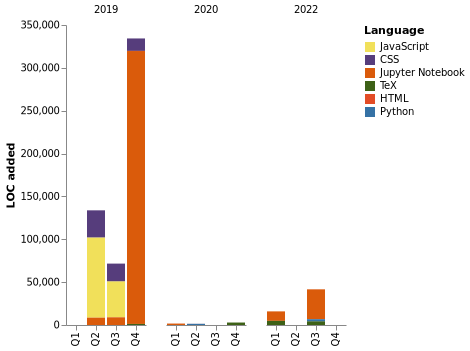 2019 2020 2022
350,000
300,000
250,000
200,000
150,000
100,000
50,000
0
LOC added
Q1 Q2 Q3 Q4 Q1 Q2 Q3 Q4 Q1 Q2 Q3 Q4
Language
JavaScript
CSS
Jupyter Notebook
TeX
HTML
Python